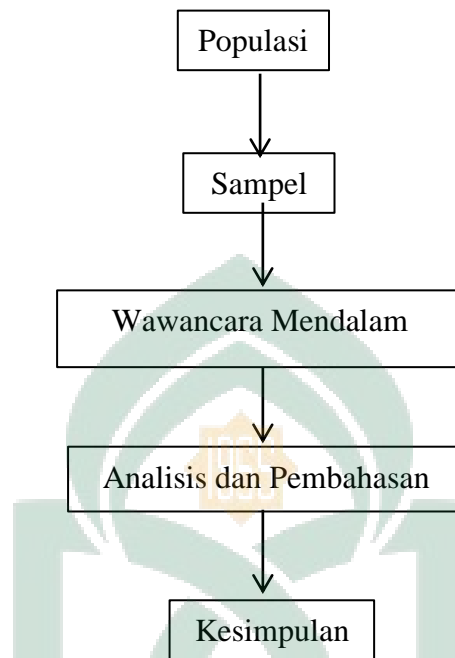 Populasi
Sampel
Wawancara Mendalam
Analisis dan Pembahasan
Kesimpulan